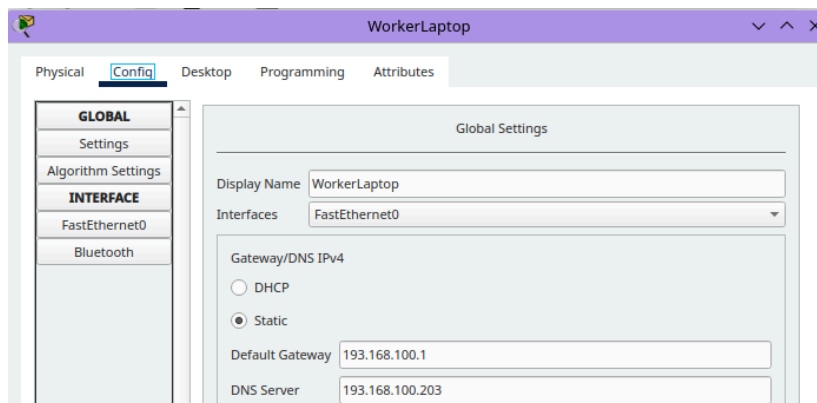 WorkerLaptop
Physical Config Desktop Programming Attributes
GLOBAL
Settings
Algorithm Settings
INTERFACE
FastEthernet0
Bluetooth
Global Settings
Display Name WorkerLaptop
Interfaces FastEthernet0
Gateway/DNS IPv4
DHCP
Static
Default Gateway 193.168.100.1
DNS Server 193.168.100.203